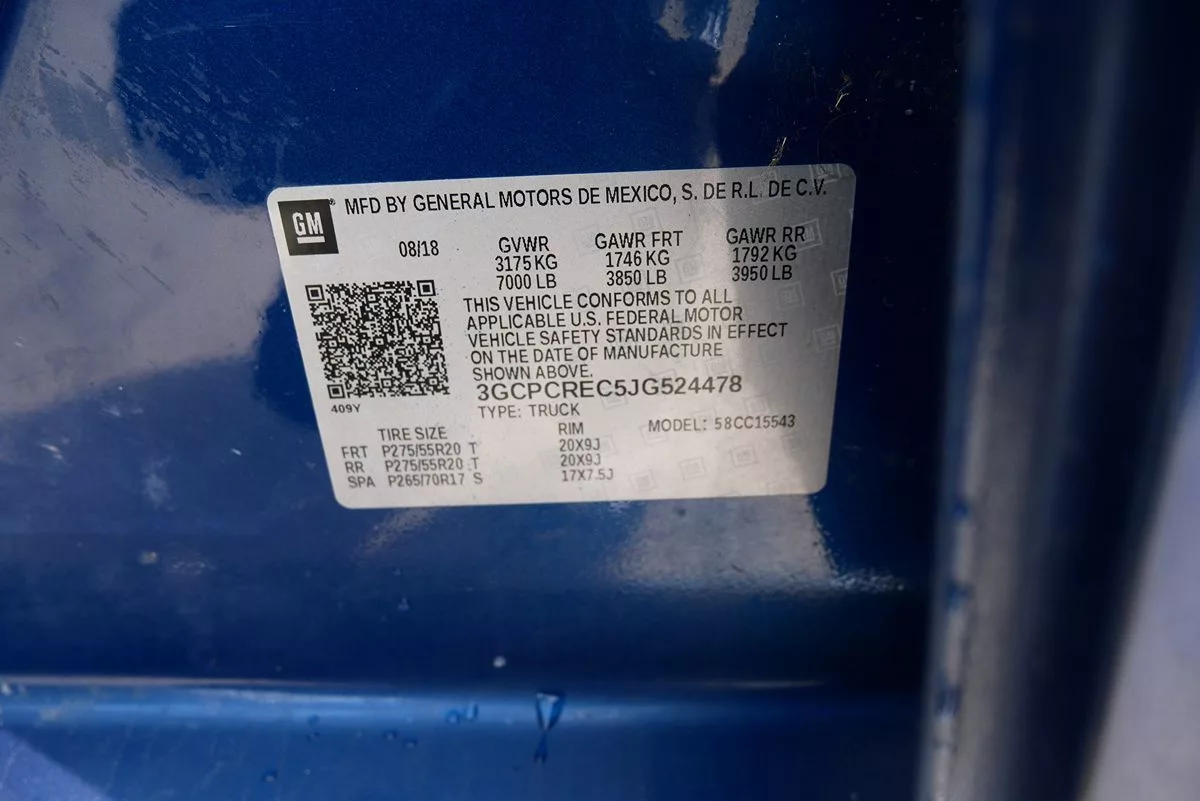 GM
MFD BY GENERAL MOTORS DE MEXICO, S. DE R.L. DE C.V.
08/18 GVWR GAWR FRT GAWR RR
3175 KG 1746 KG 1792 KG
7000 LB 3850 LB 3950 LB
THIS VEHICLE CONFORMS TO ALL
APPLICABLE U.S. FEDERAL MOTOR
VEHICLE SAFETY STANDARDS IN EFFECT
ON THE DATE OF MANUFACTURE
SHOWN ABOVE.
3GCPCREC5JG524478
409Y
TYPE: TRUCK
TIRE SIZE RIM MODEL: 58CC15543
FRT P275/55R20 T 20X9J
RR P275/55R20 T 20X9J
SPA P265/70R17 S 17X7.5J